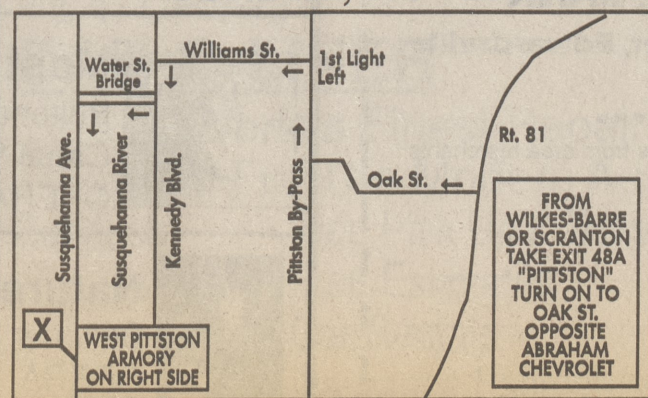 Williams St.
1st Light
Left
Water St.
Bridge
Rt. 81
Oak St.
Susquehanna Ave.
Susquehanna River
Kennedy Blvd.
Pittston By-Pass
FROM
WILKES-BARRE
OR SCRANTON
TAKE EXIT 48A
"PITTSTON"
TURN ON TO
OAK ST.
OPPOSITE
ABRAHAM
CHEVROLET
X
WEST PITTSTON
ARMORY
ON RIGHT SIDE